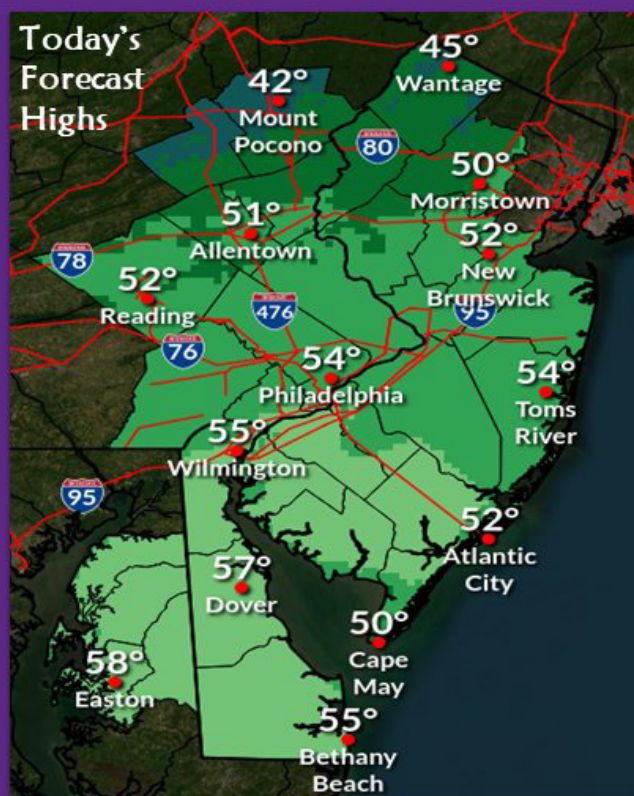 Today's
Forecast
Highs
45°
Wantage
42°
Mount
Pocono
80
50°
Morristown
51°
Allentown
52°
New
Brunswick
78
52°
Reading
476
95
76
54°
Philadelphia
54°
Toms
River
55°
Wilmington
95
52°
Atlantic
City
57°
Dover
50°
Cape
May
58°
Easton
55°
Bethany
Beach